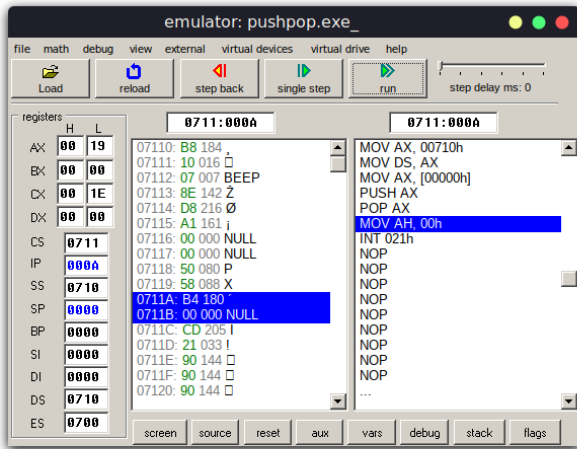 emulator: pushpop.exe_
file math debug view external virtual devices virtual drive help
Load reload step back single step run step delay ms: 0
registers
H L
AX 00 19
BX 00 00
CX 00 1E
DX 00 00
CS 0711
IP 000A
SS 0710
SP 0000
BP 0000
SI 0000
DI 0000
DS 0710
ES 0700
0711:000A
07110: B8 184 ¸
07111: 10 016 
07112: 07 007 BEEP
07113: 8E 142 Ž
07114: D8 216 Ø
07115: A1 161 ¡
07116: 00 000 NULL
07117: 00 000 NULL
07118: 50 080 P
07119: 58 088 X
0711A: B4 180 ´
0711B: 00 000 NULL
0711C: CD 205 Í
0711D: 21 033 !
0711E: 90 144 
0711F: 90 144 
07120: 90 144 
0711:000A
MOV AX, 00710h
MOV DS, AX
MOV AX, [00000h]
PUSH AX
POP AX
MOV AH, 00h
INT 021h
NOP
NOP
NOP
NOP
NOP
NOP
NOP
NOP
NOP
...
screen source reset aux vars debug stack flags